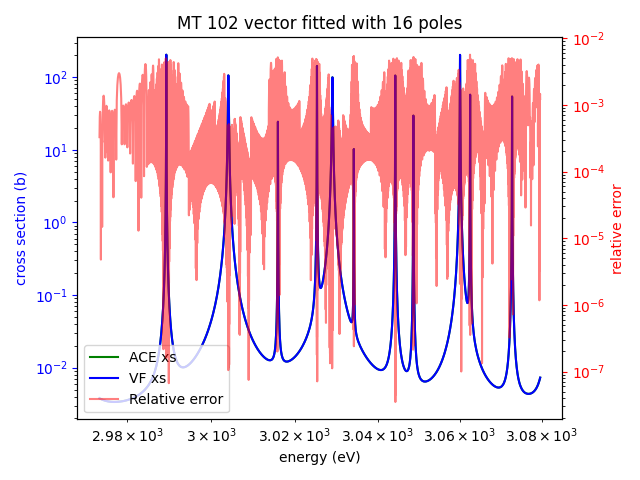 MT 102 vector fitted with 16 poles
10²
10¹
10⁰
10⁻¹
10⁻²
cross section (b)
10⁻²
10⁻³
10⁻⁴
10⁻⁵
10⁻⁶
10⁻⁷
relative error
ACE xs
VF xs
Relative error
2.98×10³ 3×10³ 3.02×10³ 3.04×10³ 3.06×10³ 3.08×10³
energy (eV)